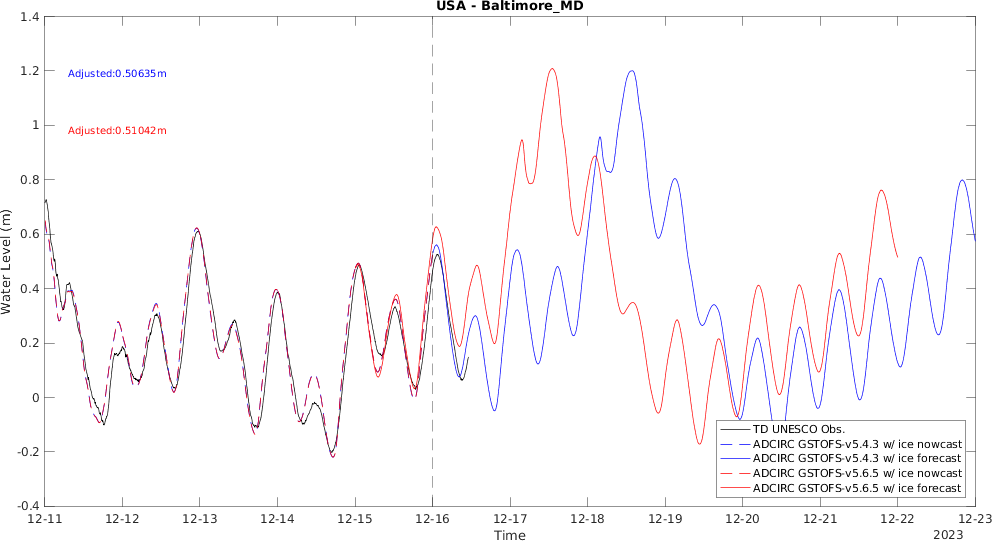 USA - Baltimore_MD
1.4
1.2
1
0.8
0.6
0.4
0.2
0
-0.2
-0.4
Water Level (m)
Adjusted:0.50635m
Adjusted:0.51042m
TD UNESCO Obs.
ADCIRC GSTOFS-v5.4.3 w/ ice nowcast
ADCIRC GSTOFS-v5.4.3 w/ ice forecast
ADCIRC GSTOFS-v5.6.5 w/ ice nowcast
ADCIRC GSTOFS-v5.6.5 w/ ice forecast
12-11 12-12 12-13 12-14 12-15 12-16 12-17 12-18 12-19 12-20 12-21 12-22 12-23
Time
2023